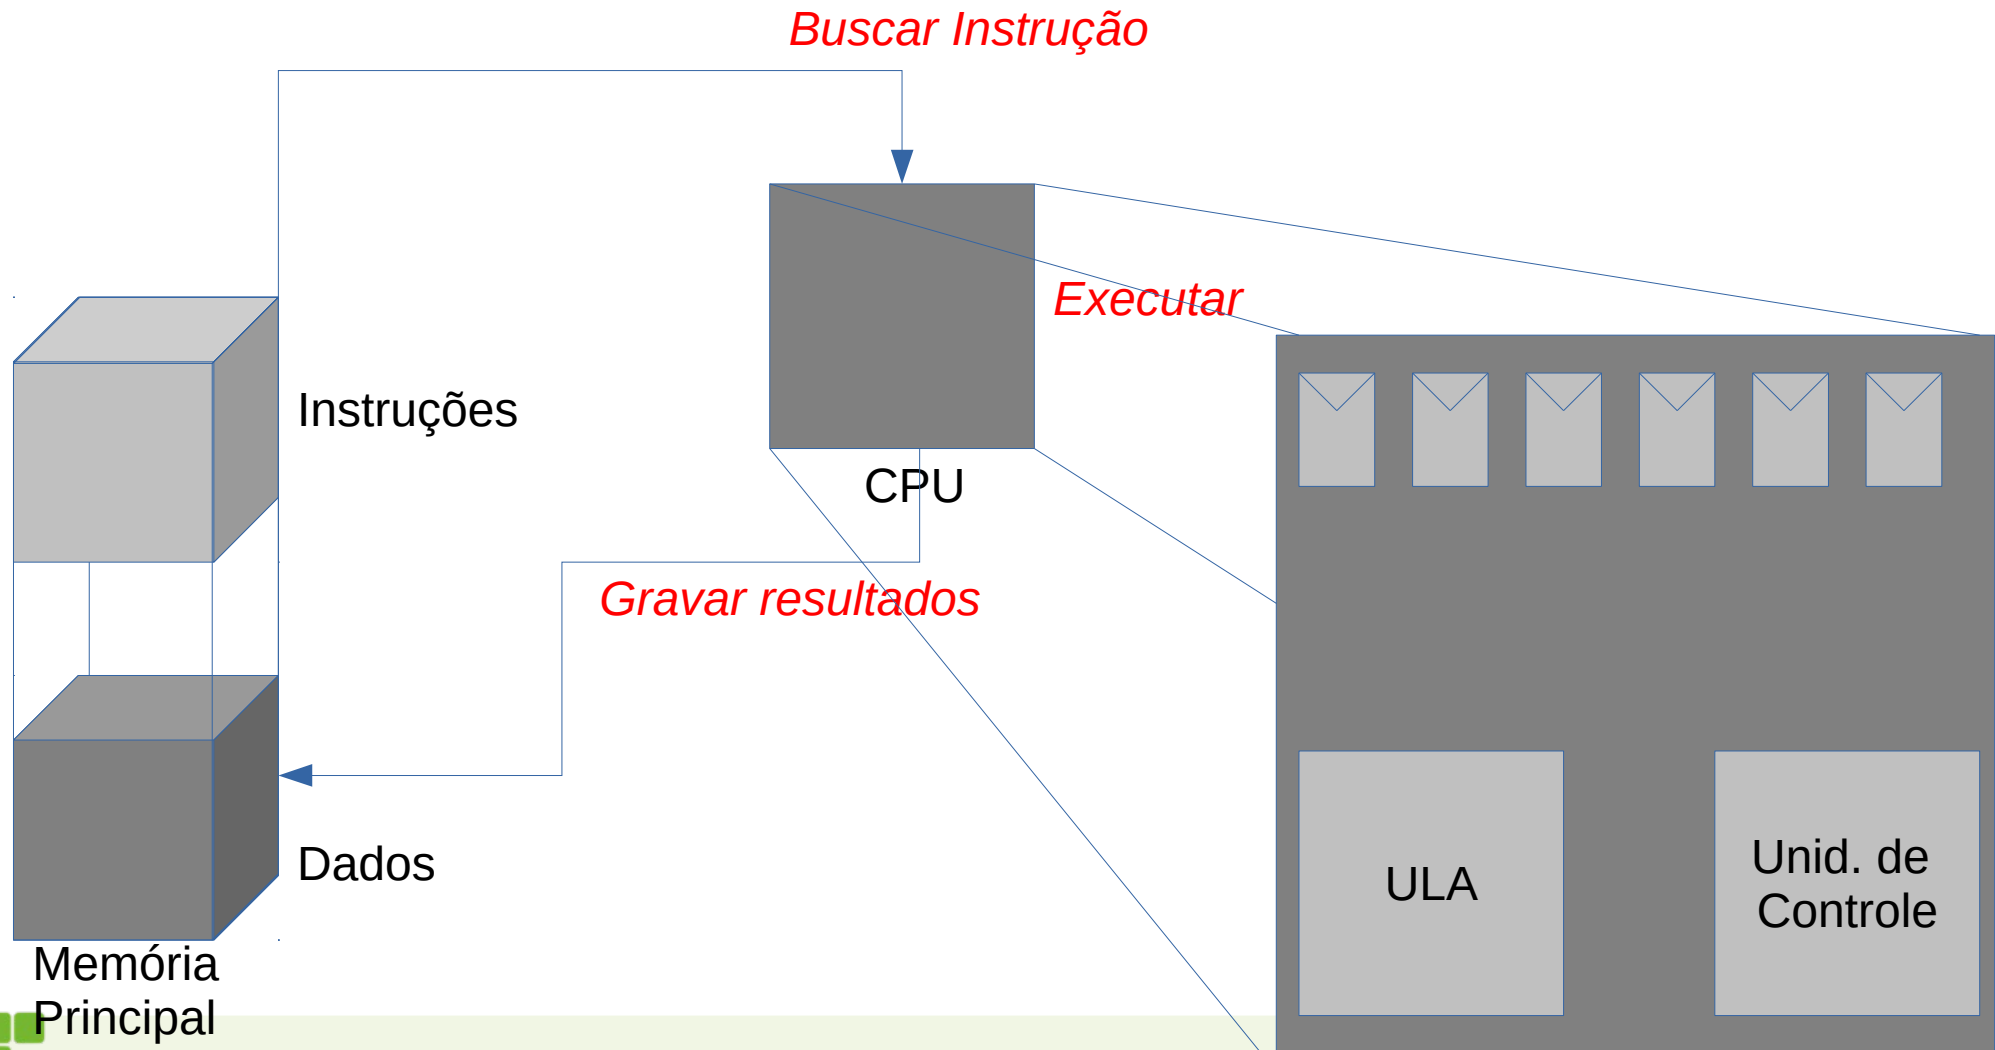 Buscar Instrução
Executar
Instruções
CPU
Gravar resultados
Dados
ULA
Unid. de
Controle
Memória
Principal